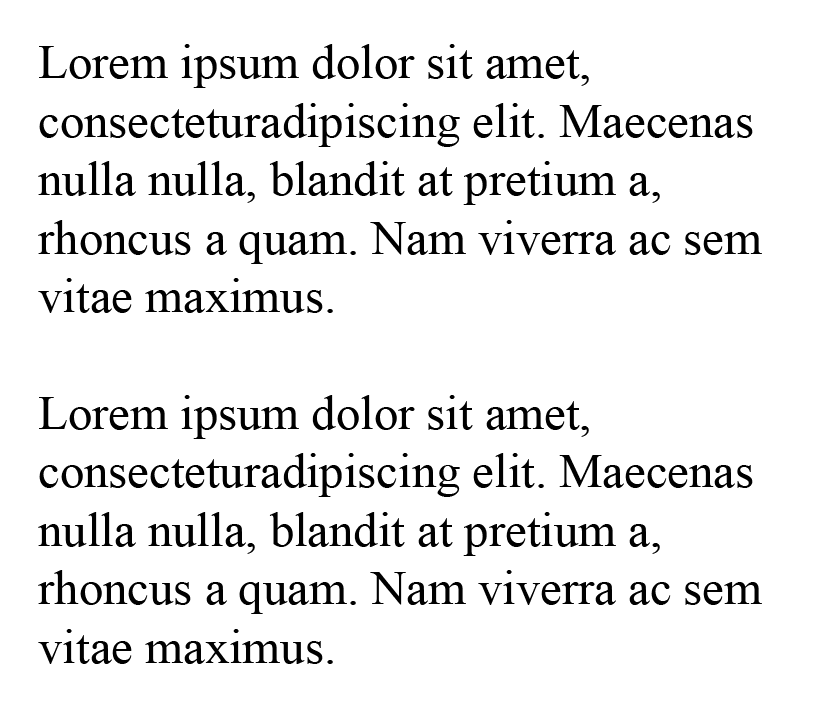 Lorem ipsum dolor sit amet,
consecteturadipiscing elit. Maecenas
nulla nulla, blandit at pretium a,
rhoncus a quam. Nam viverra ac sem
vitae maximus.

Lorem ipsum dolor sit amet,
consecteturadipiscing elit. Maecenas
nulla nulla, blandit at pretium a,
rhoncus a quam. Nam viverra ac sem
vitae maximus.